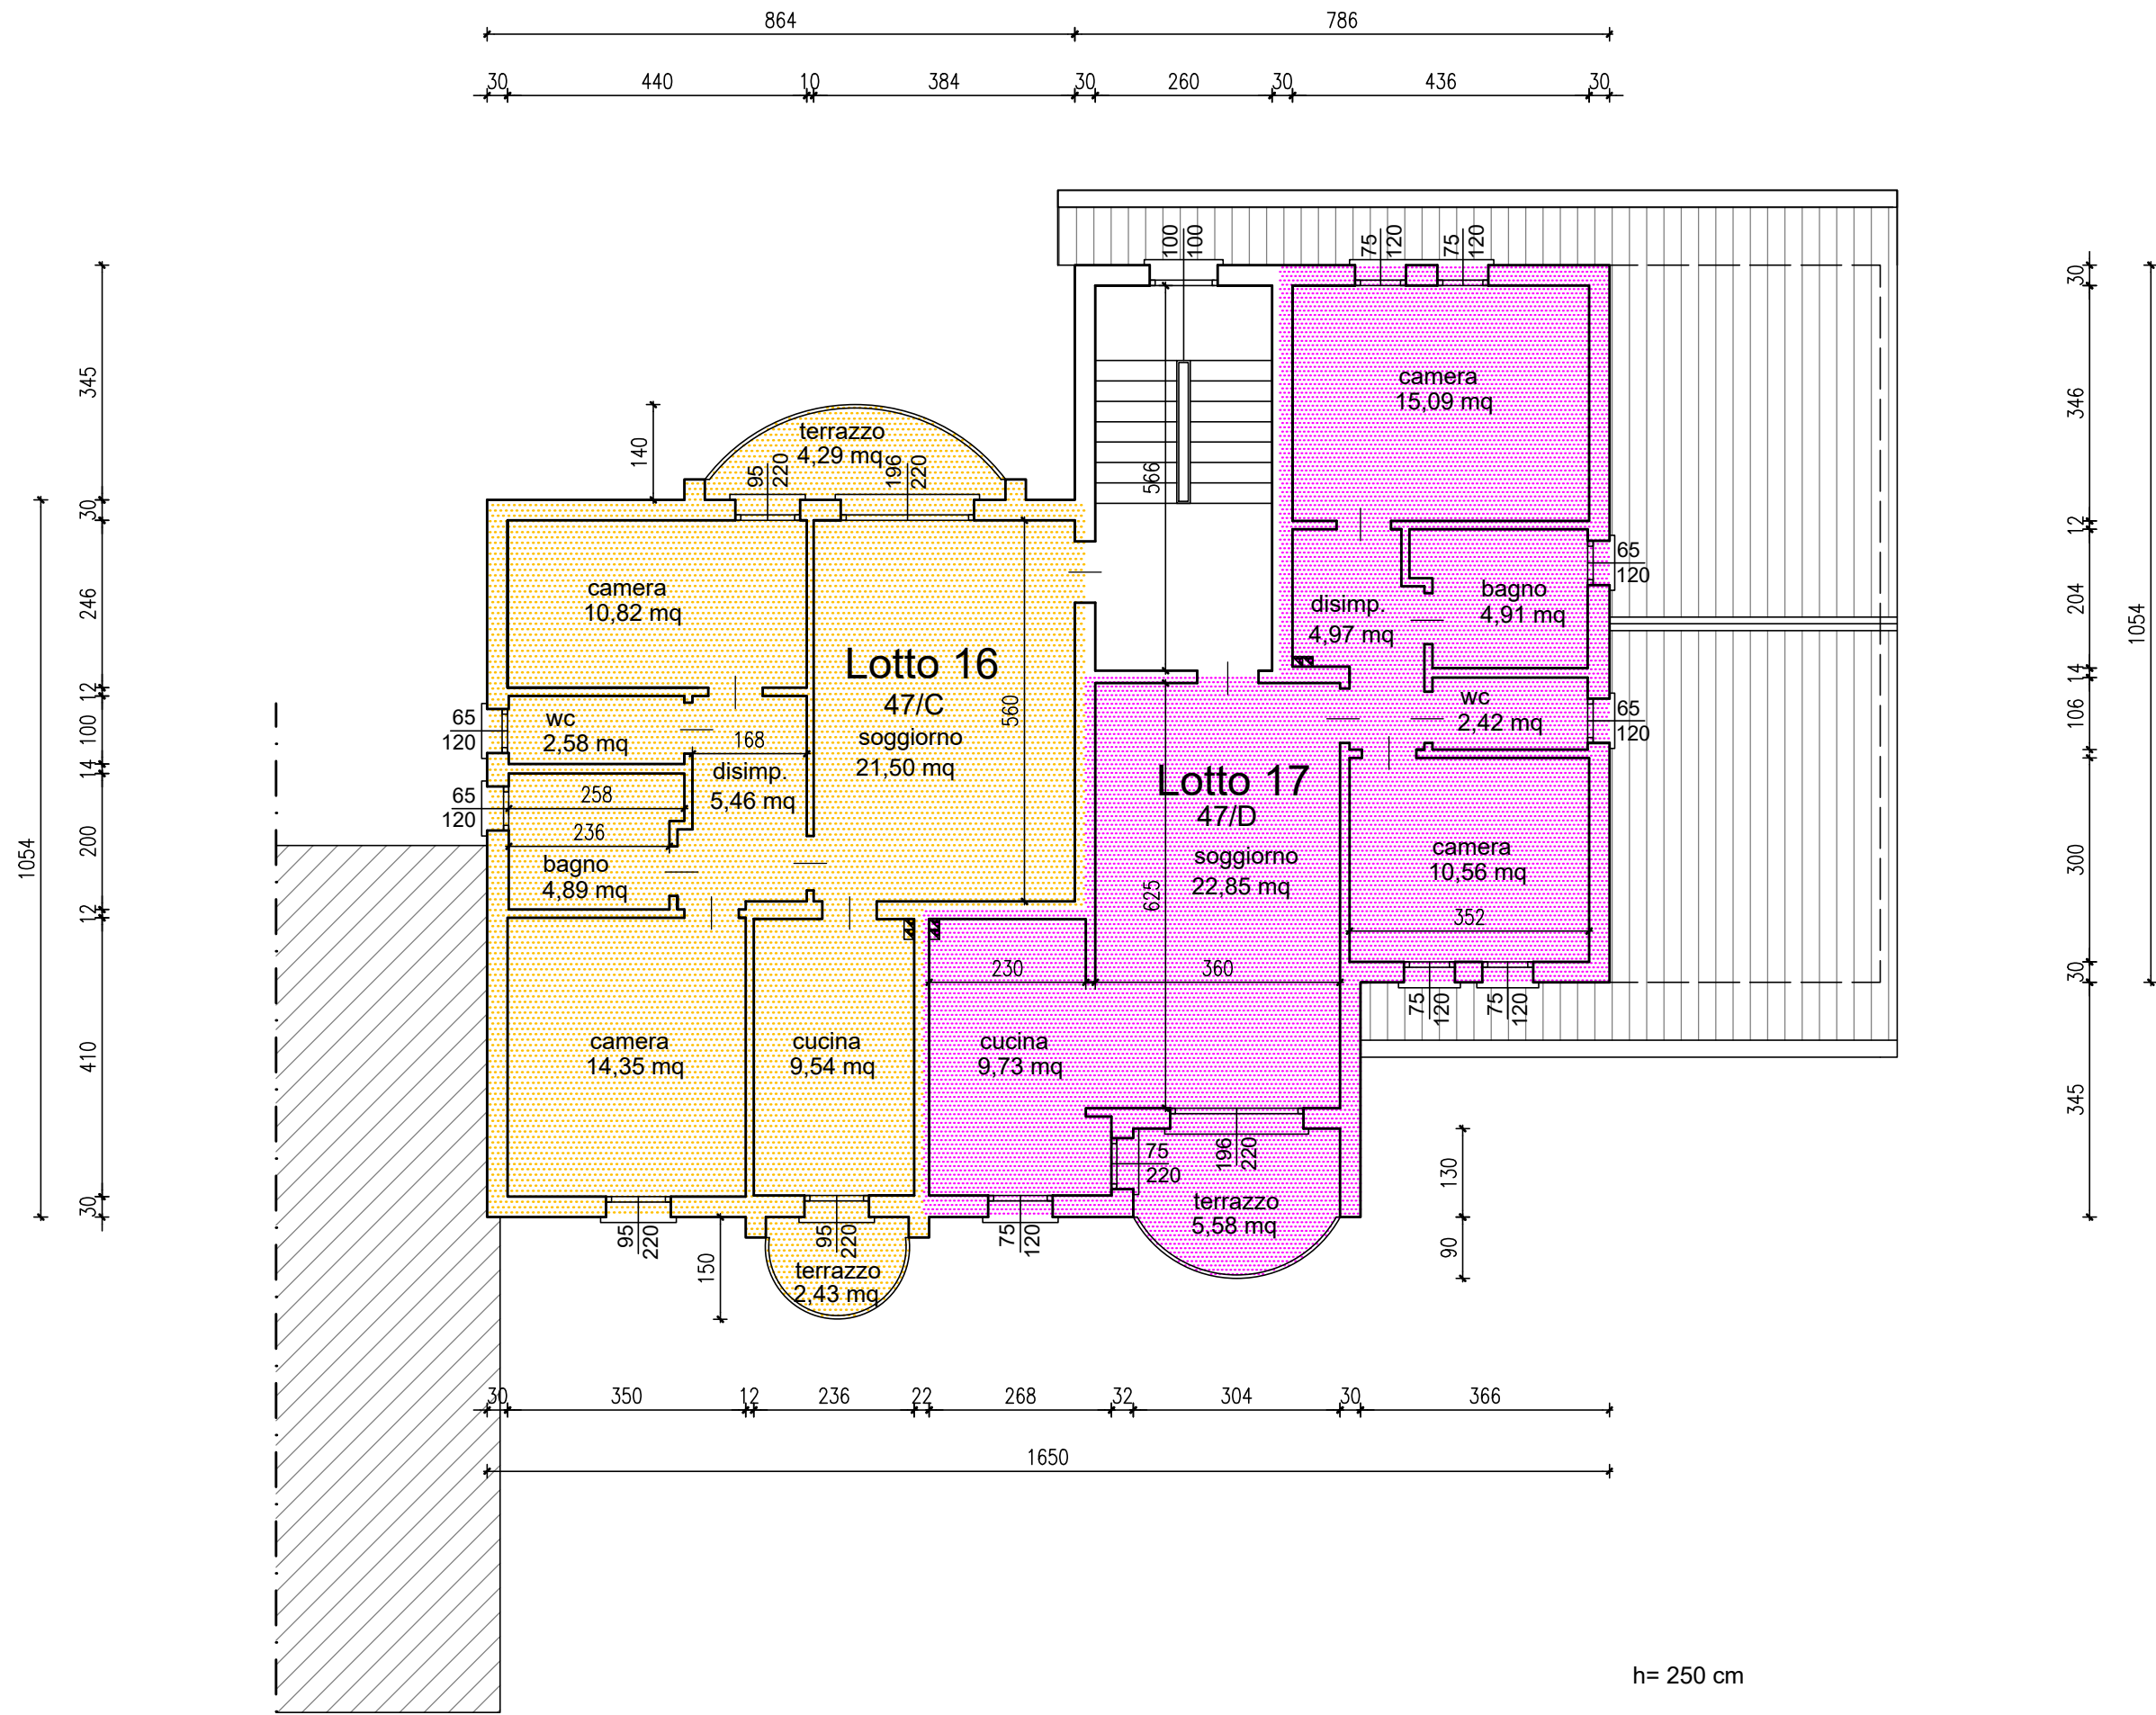 864
786
30
440
10
384
30
260
30
436
30
100
100
75
120
75
120
30
345
30
246
12
100
14
200
12
410
30
1054
140
terrazzo
4,29 mq
95
220
196
220
566
camera
15,09 mq
camera
10,82 mq
disimp.
4,97 mq
bagno
4,91 mq
65
120
Lotto 16
47/C
soggiorno
21,50 mq
560
wc
2,58 mq
65
120
168
disimp.
5,46 mq
wc
2,42 mq
65
120
65
120
258
236
bagno
4,89 mq
Lotto 17
47/D
soggiorno
22,85 mq
625
camera
10,56 mq
352
230
360
75
120
75
120
camera
14,35 mq
cucina
9,54 mq
cucina
9,73 mq
196
220
75
220
terrazzo
5,58 mq
95
220
95
220
75
120
150
terrazzo
2,43 mq
130
90
30
346
12
204
14
106
300
30
345
1054
30
350
12
236
22
268
32
304
30
366
1650
h= 250 cm